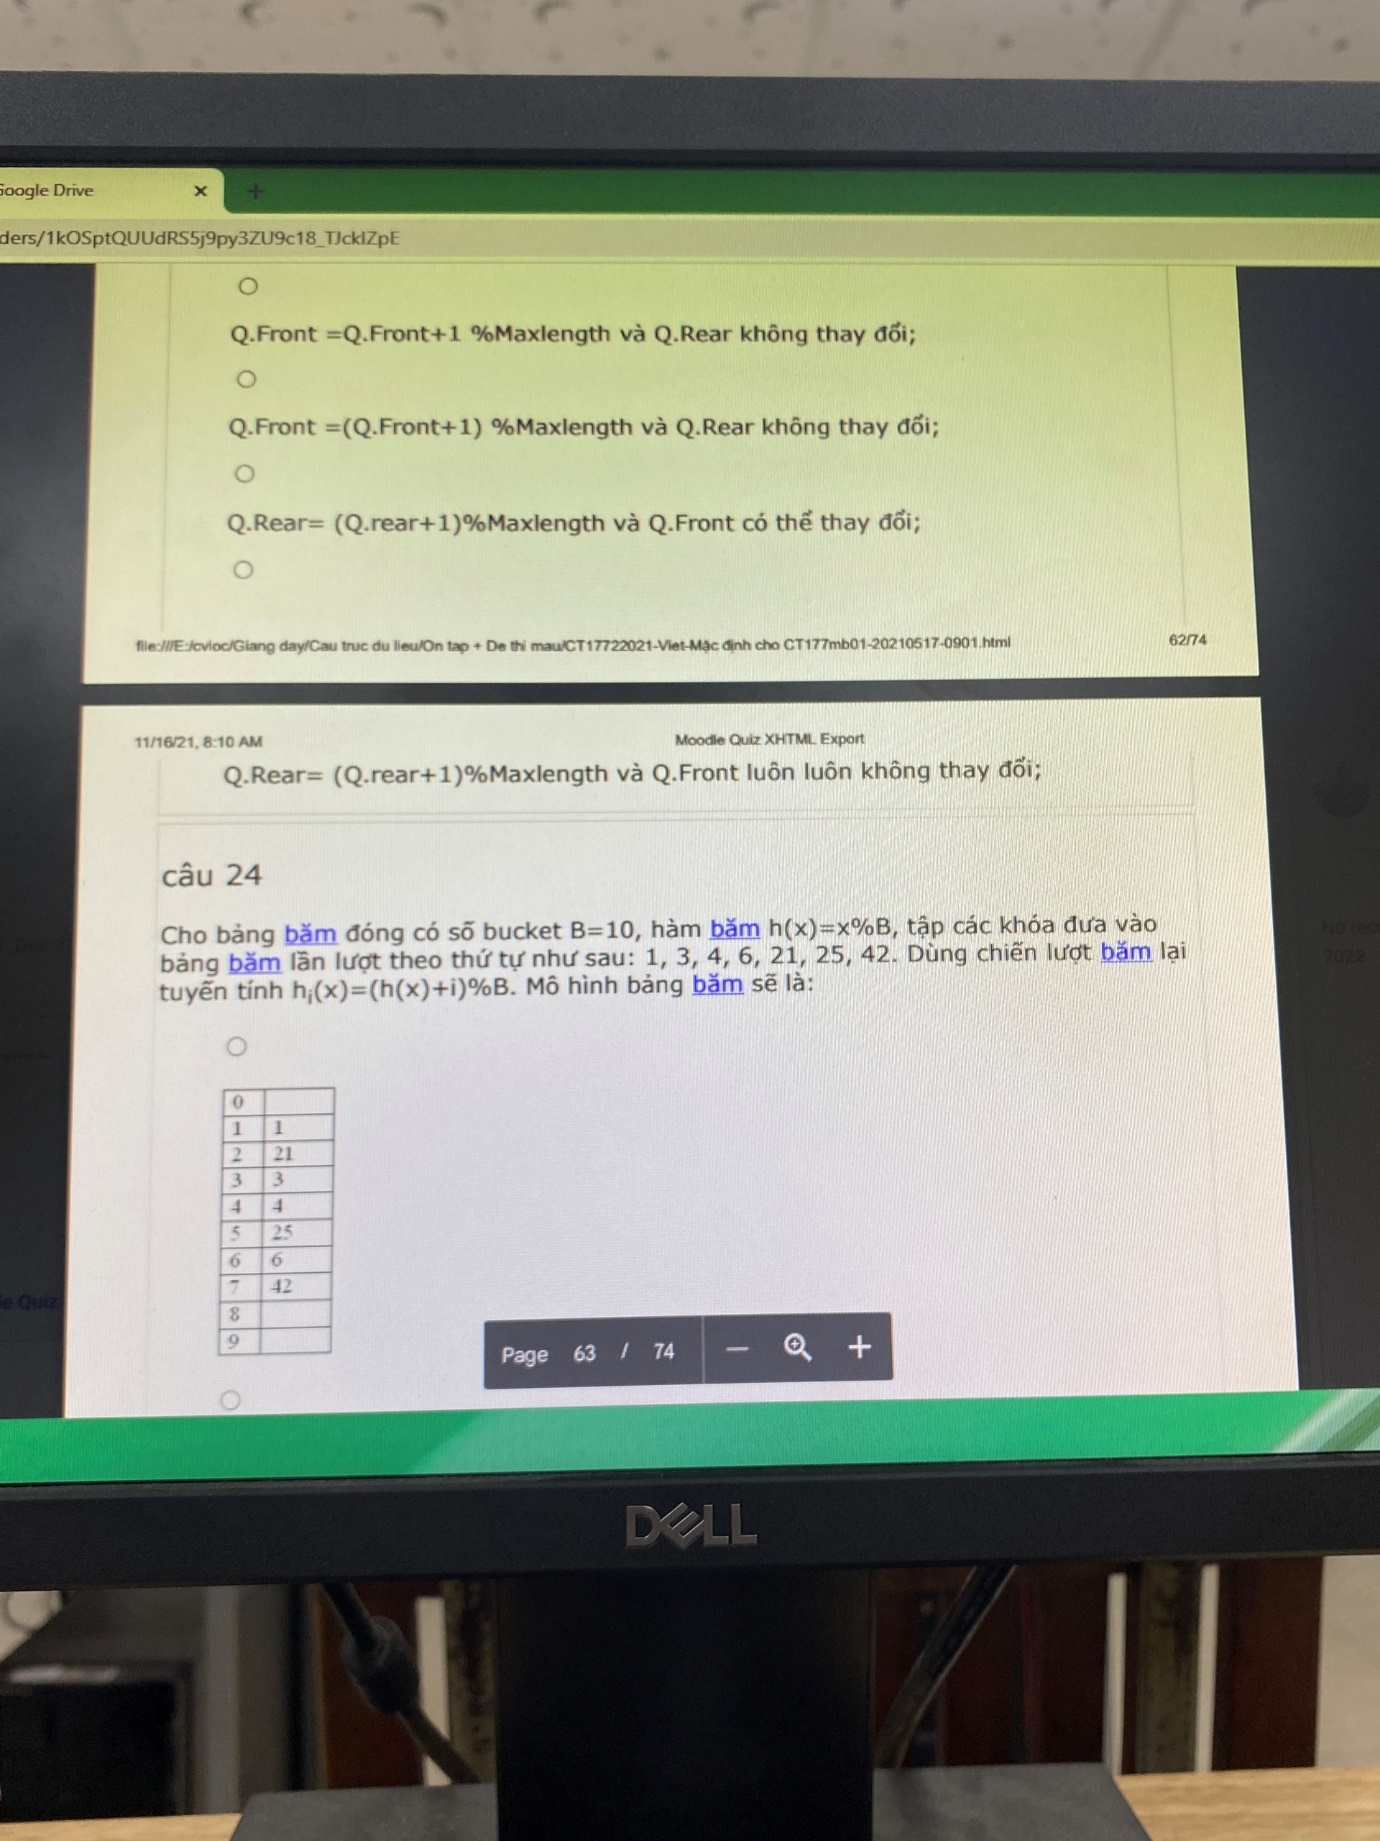 Google Drive
ders/1kOSptQUUdRS5j9py3ZU9c18_TJcklZpE
Q.Front =Q.Front+1 %Maxlength và Q.Rear không thay đổi;
Q.Front =(Q.Front+1) %Maxlength và Q.Rear không thay đổi;
Q.Rear= (Q.rear+1)%Maxlength và Q.Front có thể thay đổi;
file:///E:/cvloc/Giang day/Cau truc du lieu/On tap + De thi mau/CT17722021-Viet-Mặc định cho CT177mb01-20210517-0901.html 62/74
11/16/21, 8:10 AM Moodle Quiz XHTML Export
Q.Rear= (Q.rear+1)%Maxlength và Q.Front luôn luôn không thay đổi;
câu 24
Cho bảng băm đóng có số bucket B=10, hàm băm h(x)=x%B, tập các khóa đưa vào
bảng băm lần lượt theo thứ tự như sau: 1, 3, 4, 6, 21, 25, 42. Dùng chiến lượt băm lại
tuyến tính hi(x)=(h(x)+i)%B. Mô hình bảng băm sẽ là:
0
1 1
2 21
3 3
4 4
5 25
6 6
7 42
8
9
Page 63 / 74
e Quiz
2022
DELL